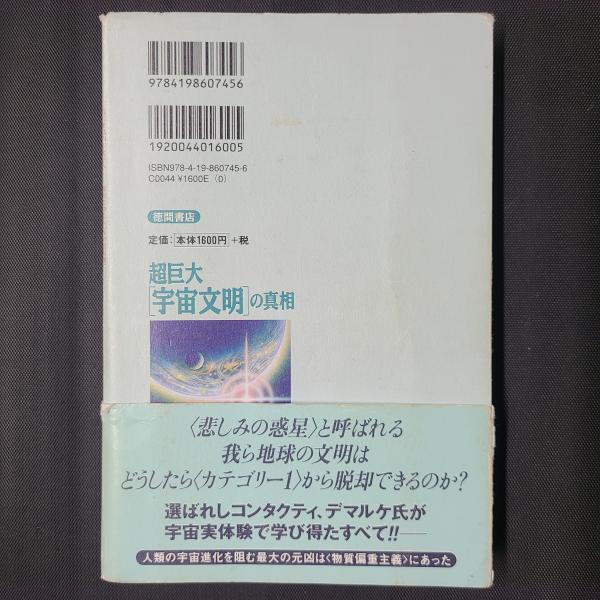 9784198607456
1920044016005
ISBN978-4-19-860745-6
C0044 ¥1600E (0)
徳間書店
定価:本体1600円+税
超巨大
[宇宙文明]の真相
〈悲しみの惑星〉と呼ばれる
我ら地球の文明は
どうしたら〈カテゴリー1〉から脱却できるのか?
選ばれしコンタクティ、デマルケ氏が
宇宙実体験で学び得たすべて!!――
人類の宇宙進化を阻む最大の元凶は〈物質偏重主義〉にあった